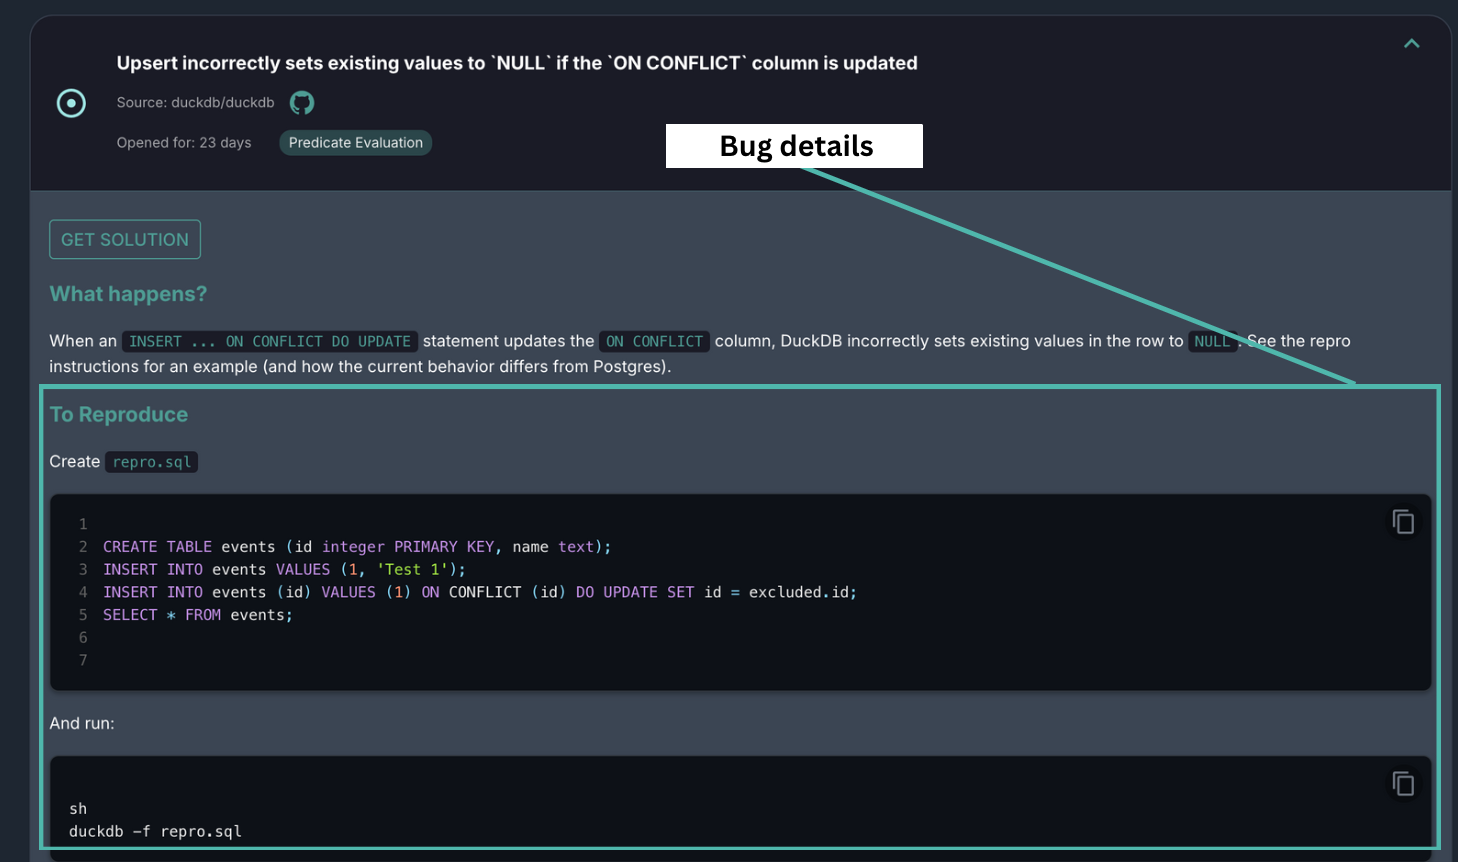 Upsert incorrectly sets existing values to `NULL` if the `ON CONFLICT` column is updated
Source: duckdb/duckdb
Opened for: 23 days Predicate Evaluation
Bug details
GET SOLUTION
What happens?
When an INSERT ... ON CONFLICT DO UPDATE statement updates the ON CONFLICT column, DuckDB incorrectly sets existing values in the row to NULL. See the repro
instructions for an example (and how the current behavior differs from Postgres).
To Reproduce
Create repro.sql
1
2 CREATE TABLE events (id integer PRIMARY KEY, name text);
3 INSERT INTO events VALUES (1, 'Test 1');
4 INSERT INTO events (id) VALUES (1) ON CONFLICT (id) DO UPDATE SET id = excluded.id;
5 SELECT * FROM events;
6
7
And run:
sh
duckdb -f repro.sql